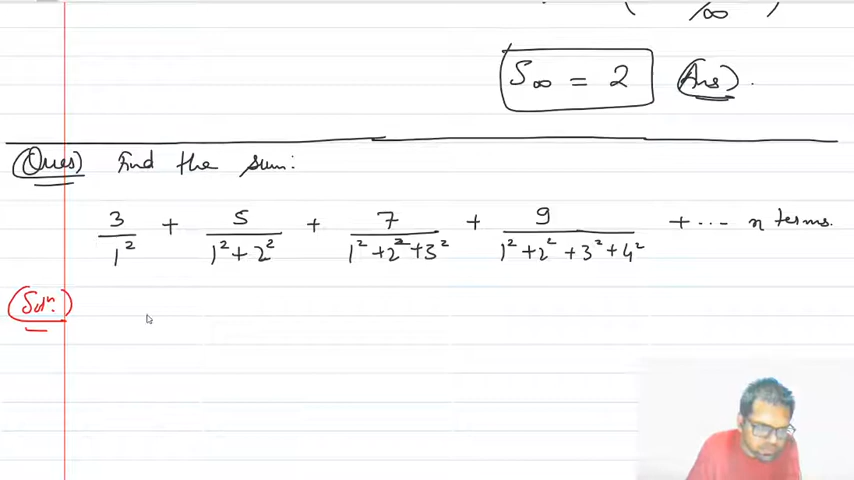 /∞ )
S∞ = 2 (Ans).
(Ques) Find the sum:
3/1² + 5/(1²+2²) + 7/(1²+2²+3²) + 9/(1²+2²+3²+4²) + ... n terms.
(Solⁿ.)